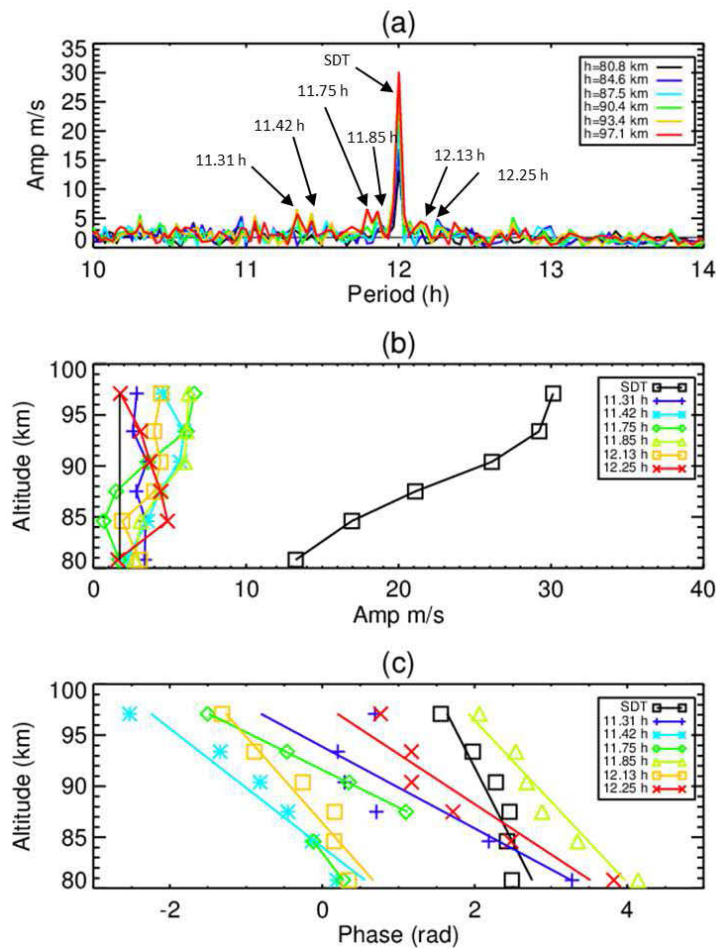 (a)
35
30
25
20
15
10
5
0
Amp m/s
SDT
11.75 h
11.42 h
11.85 h
11.31 h
12.13 h
12.25 h
h=80.8 km
h=84.6 km
h=87.5 km
h=90.4 km
h=93.4 km
h=97.1 km
10 11 12 13 14
Period (h)
(b)
100
95
90
85
80
Altitude (km)
SDT
11.31 h
11.42 h
11.75 h
11.85 h
12.13 h
12.25 h
0 10 20 30 40
Amp m/s
(c)
100
95
90
85
80
Altitude (km)
SDT
11.31 h
11.42 h
11.75 h
11.85 h
12.13 h
12.25 h
-2 0 2 4
Phase (rad)